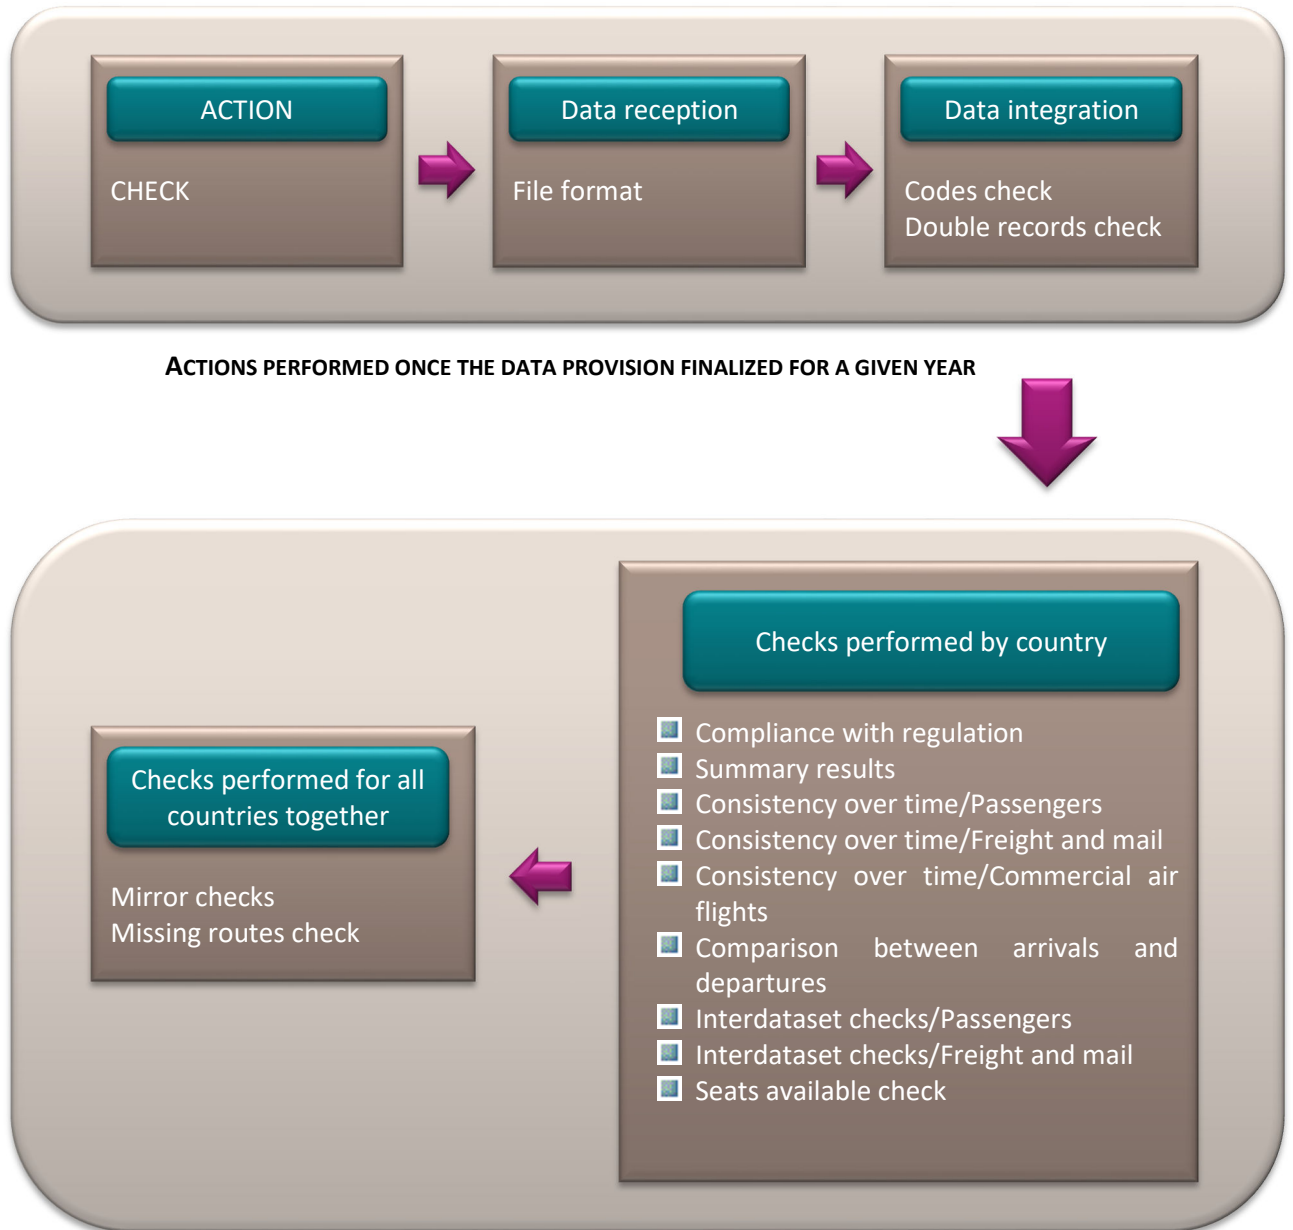 ACTION
CHECK
Data reception
File format
Data integration
Codes check
Double records check
ACTIONS PERFORMED ONCE THE DATA PROVISION FINALIZED FOR A GIVEN YEAR
Checks performed by country
Compliance with regulation
Summary results
Consistency over time/Passengers
Consistency over time/Freight and mail
Consistency over time/Commercial air
flights
Comparison between arrivals and
departures
Interdataset checks/Passengers
Interdataset checks/Freight and mail
Seats available check
Checks performed for all
countries together
Mirror checks
Missing routes check